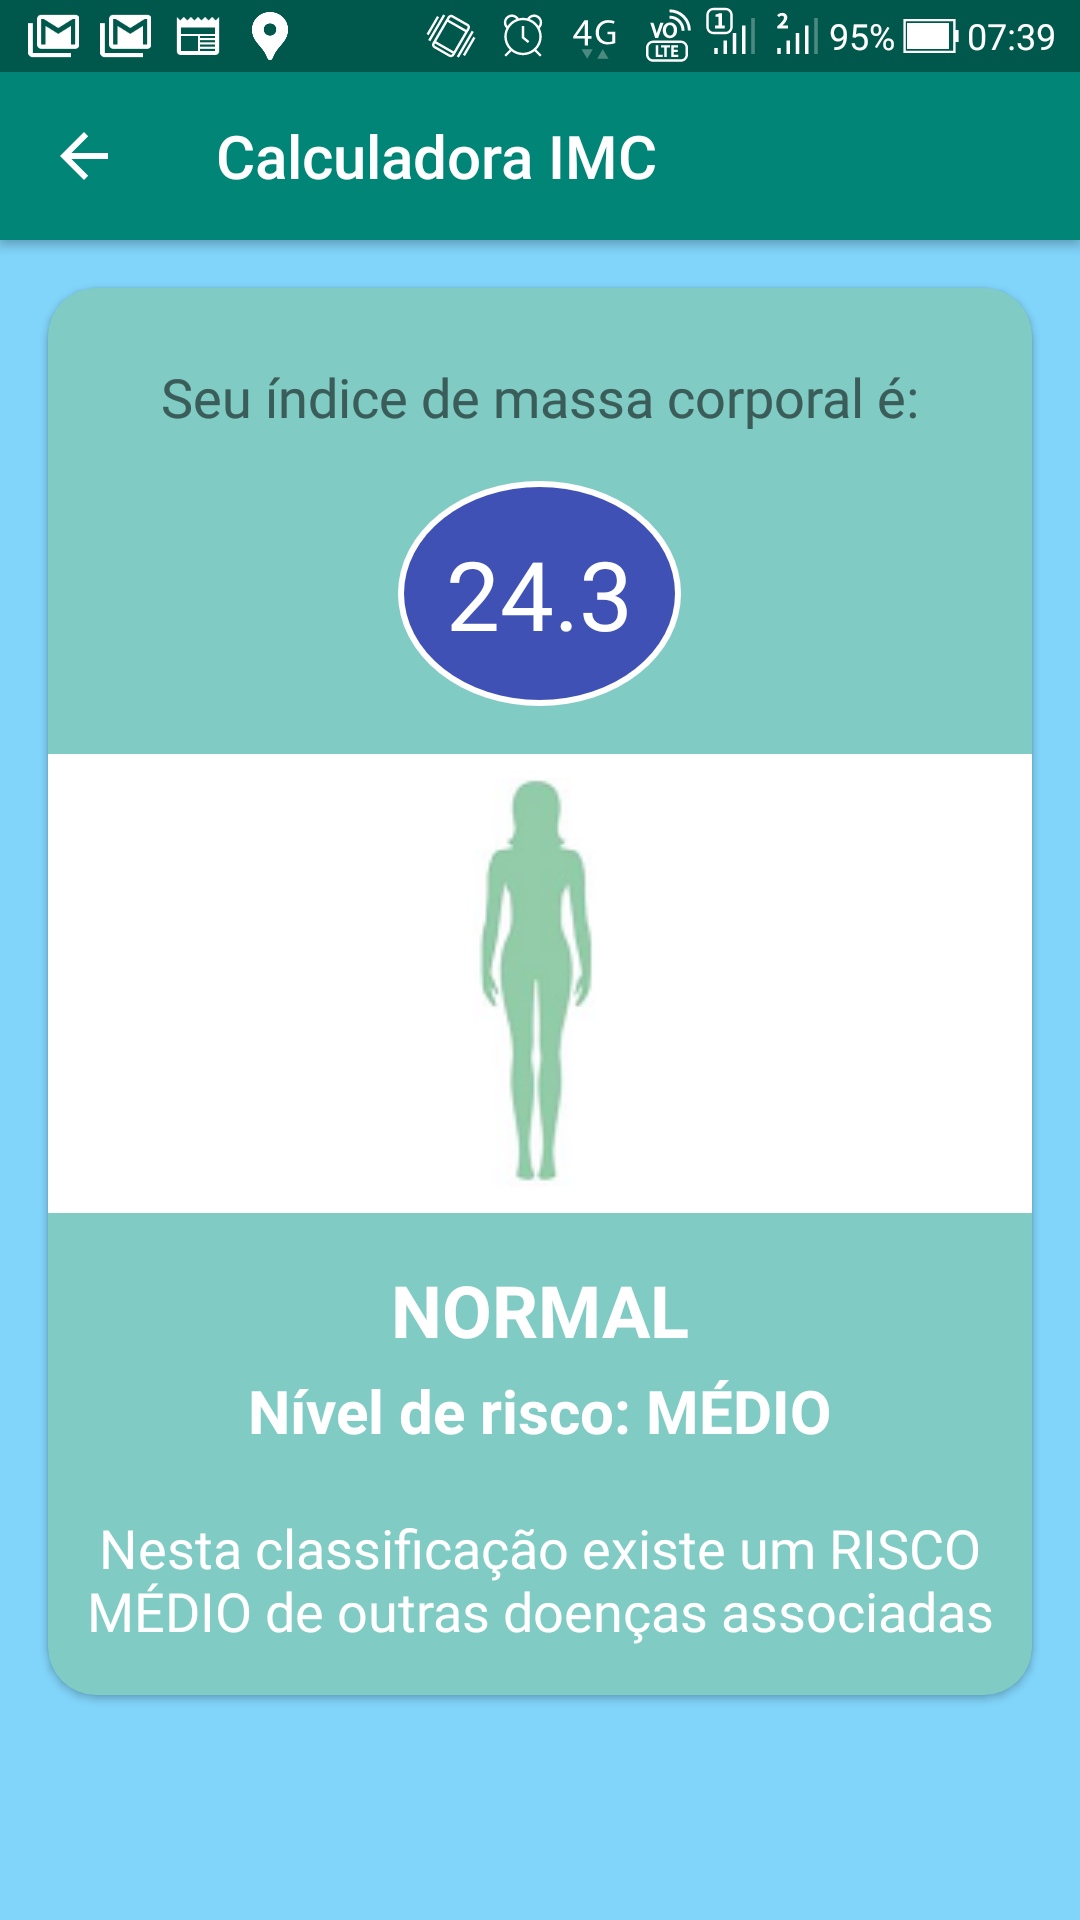 4G VO LTE 1 2 95% 07:39
Calculadora IMC
Seu índice de massa corporal é:
24.3
NORMAL
Nível de risco: MÉDIO
Nesta classificação existe um RISCO
MÉDIO de outras doenças associadas